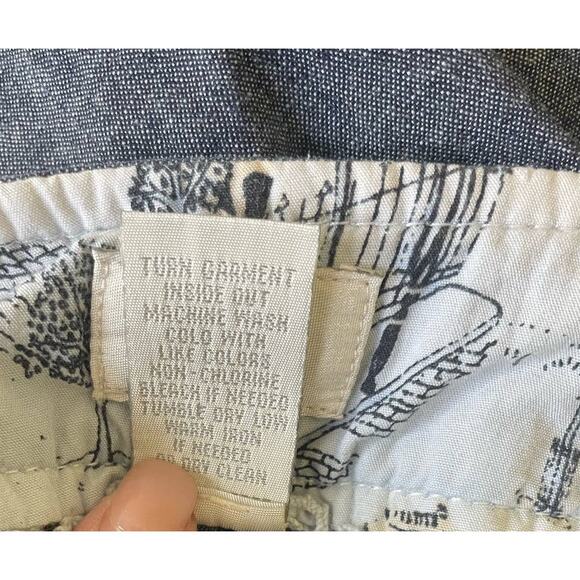 TURN GARMENT
INSIDE OUT
MACHINE WASH
COLD WITH
LIKE COLORS
NON-CHLORINE
BLEACH IF NEEDED
TUMBLE DRY LOW
WARM IRON
IF NEEDED
OR DRY CLEAN